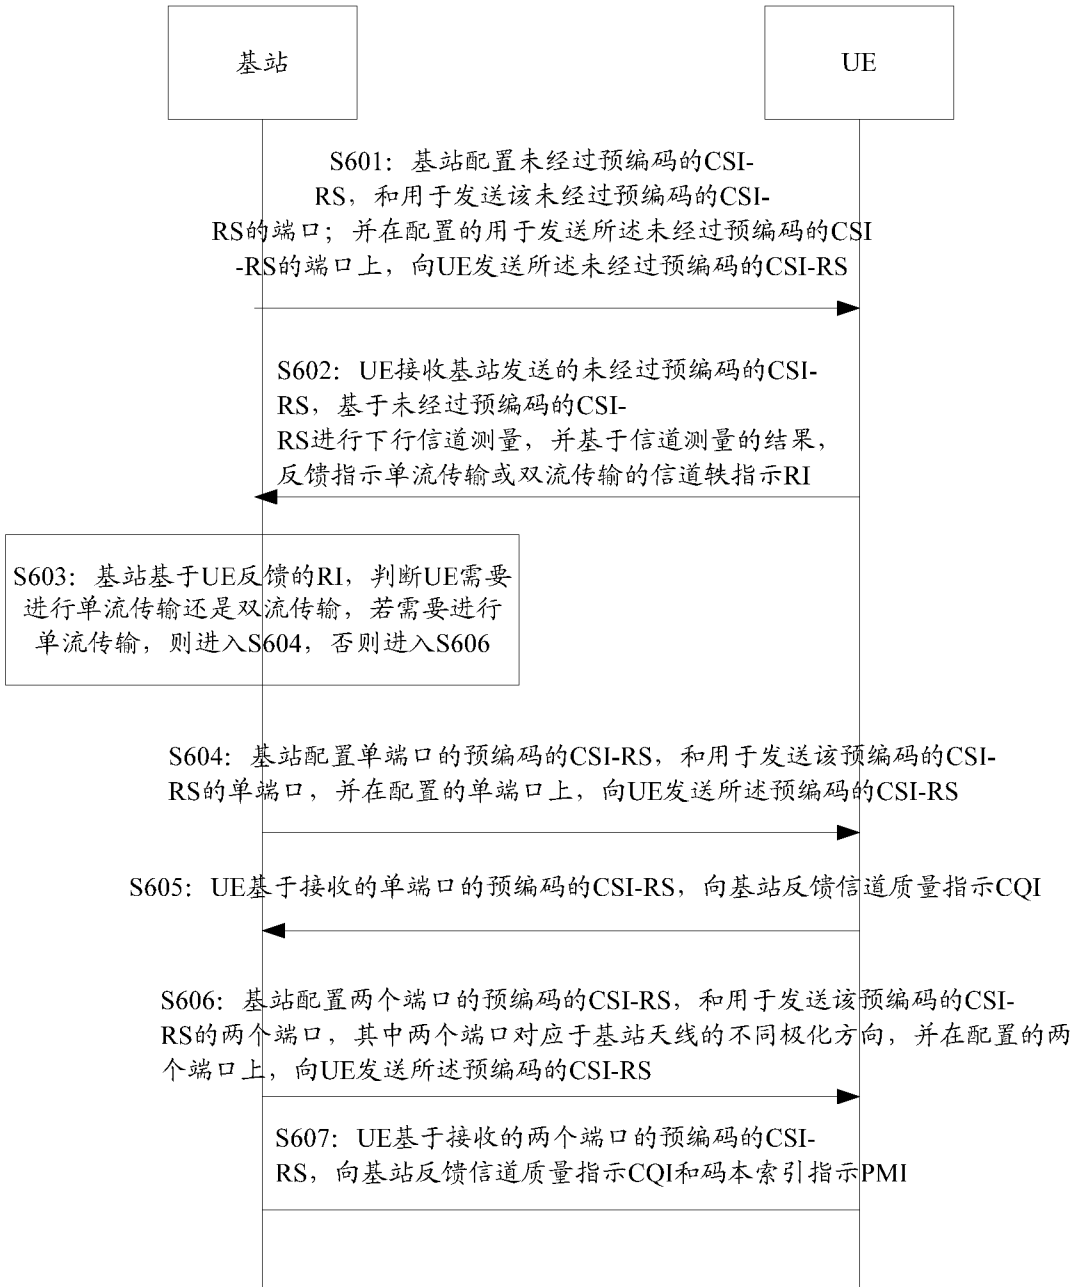 基站
UE
S601：基站配置未经过预编码的CSI-
RS，和用于发送该未经过预编码的CSI-
RS的端口；并在配置的用于发送所述未经过预编码的CSI
-RS的端口上，向UE发送所述未经过预编码的CSI-RS
S602：UE接收基站发送的未经过预编码的CSI-
RS，基于未经过预编码的CSI-
RS进行下行信道测量，并基于信道测量的结果，
反馈指示单流传输或双流传输的信道轶指示RI
S603：基站基于UE反馈的RI，判断UE需要
进行单流传输还是双流传输，若需要进行
单流传输，则进入S604，否则进入S606
S604：基站配置单端口的预编码的CSI-RS，和用于发送该预编码的CSI-
RS的单端口，并在配置的单端口上，向UE发送所述预编码的CSI-RS
S605：UE基于接收的单端口的预编码的CSI-RS，向基站反馈信道质量指示CQI
S606：基站配置两个端口的预编码的CSI-RS，和用于发送该预编码的CSI-
RS的两个端口，其中两个端口对应于基站天线的不同极化方向，并在配置的两
个端口上，向UE发送所述预编码的CSI-RS
S607：UE基于接收的两个端口的预编码的CSI-
RS，向基站反馈信道质量指示CQI和码本索引指示PMI